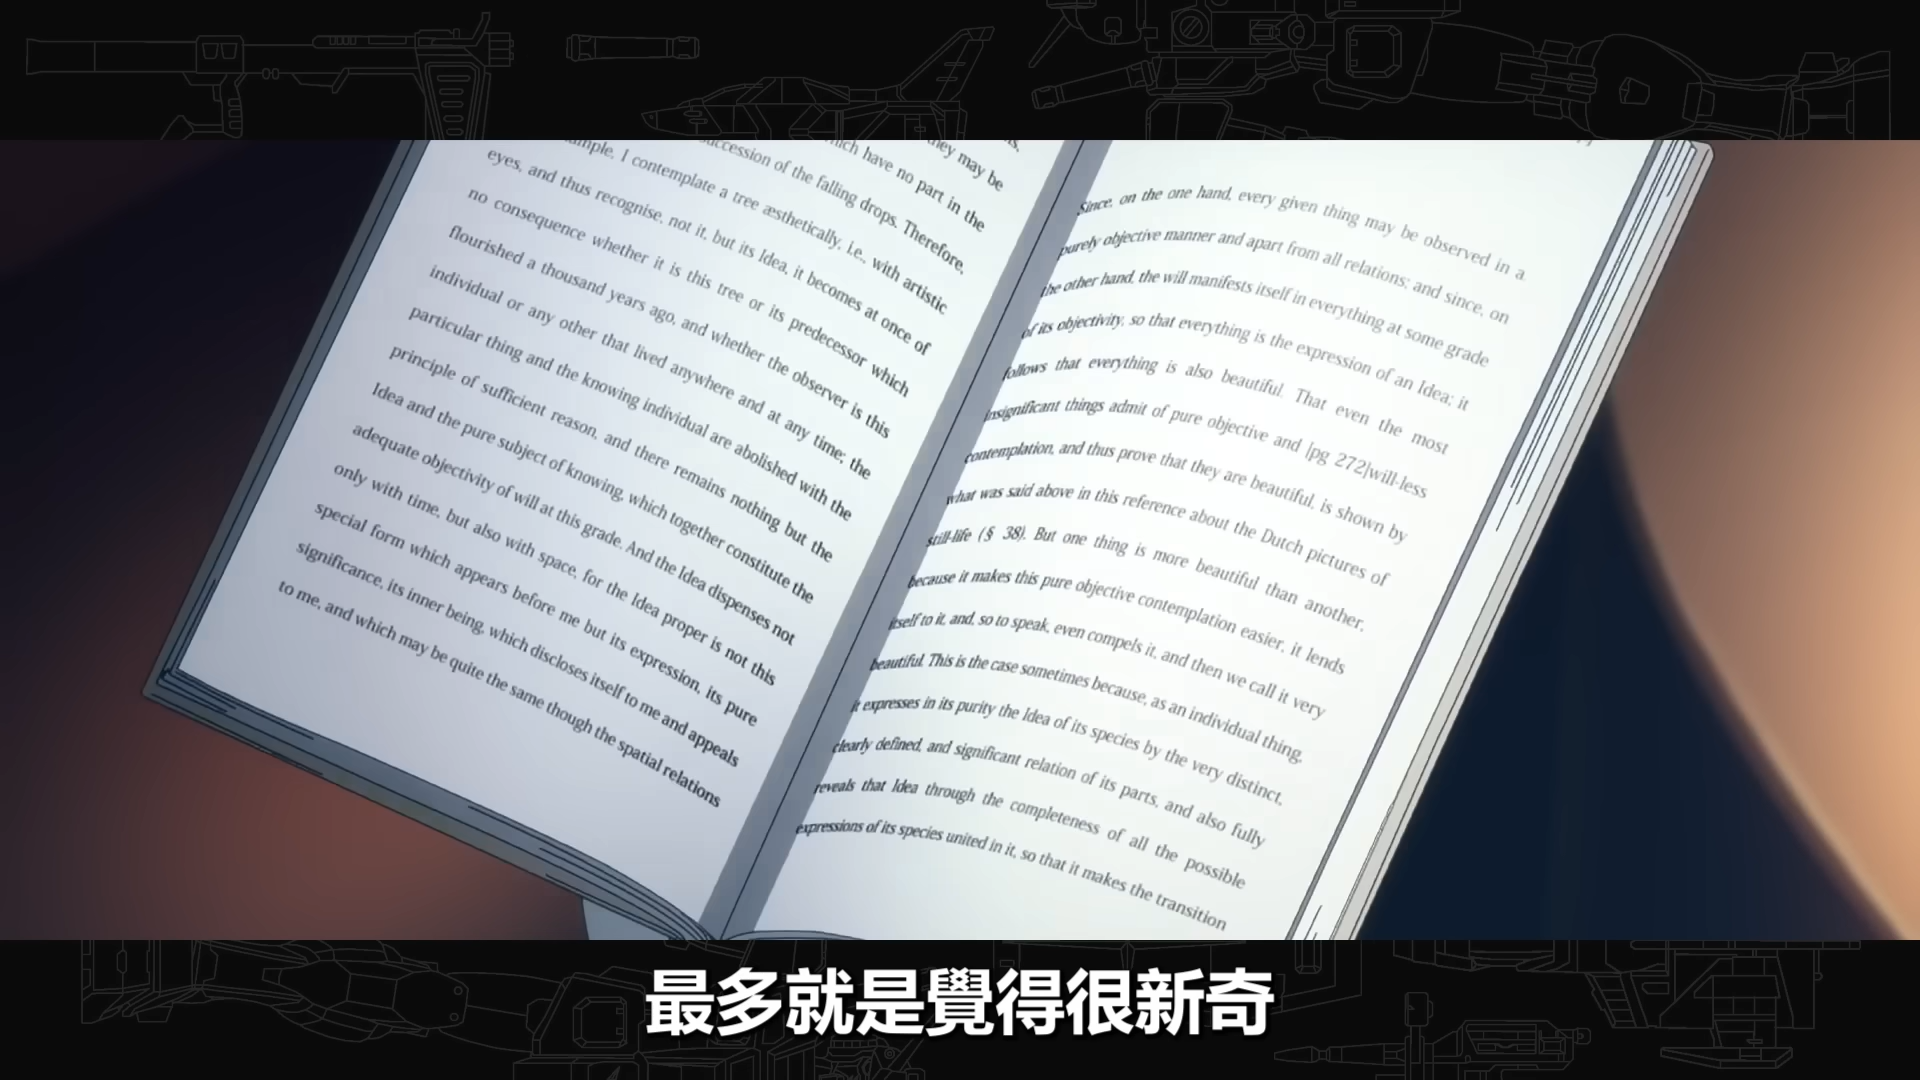 they may be
which have no part in the
succession of the falling drops. Therefore,
I contemplate a tree æsthetically, i.e., with artistic
eyes, and thus recognise, not it, but its Idea, it becomes at once of
no consequence whether it is this tree or its predecessor which
flourished a thousand years ago, and whether the observer is this
individual or any other that lived anywhere and at any time; the
particular thing and the knowing individual are abolished with the
principle of sufficient reason, and there remains nothing but the
Idea and the pure subject of knowing, which together constitute the
adequate objectivity of will at this grade. And the Idea dispenses not
only with time, but also with space, for the Idea proper is not this
special form which appears before me but its expression, its pure
significance, its inner being, which discloses itself to me and appeals
to me, and which may be quite the same though the spatial relations
Since, on the one hand, every given thing may be observed in a
purely objective manner and apart from all relations; and since, on
the other hand, the will manifests itself in everything at some grade
of its objectivity, so that everything is the expression of an Idea; it
follows that everything is also beautiful. That even the most
insignificant things admit of pure objective and |pg 272|will-less
contemplation, and thus prove that they are beautiful, is shown by
what was said above in this reference about the Dutch pictures of
still-life (§ 38). But one thing is more beautiful than another,
because it makes this pure objective contemplation easier, it lends
itself to it, and, so to speak, even compels it, and then we call it very
beautiful. This is the case sometimes because, as an individual thing,
it expresses in its purity the Idea of its species by the very distinct,
clearly defined, and significant relation of its parts, and also fully
reveals that Idea through the completeness of all the possible
expressions of its species united in it, so that it makes the transition
最多就是覺得很新奇